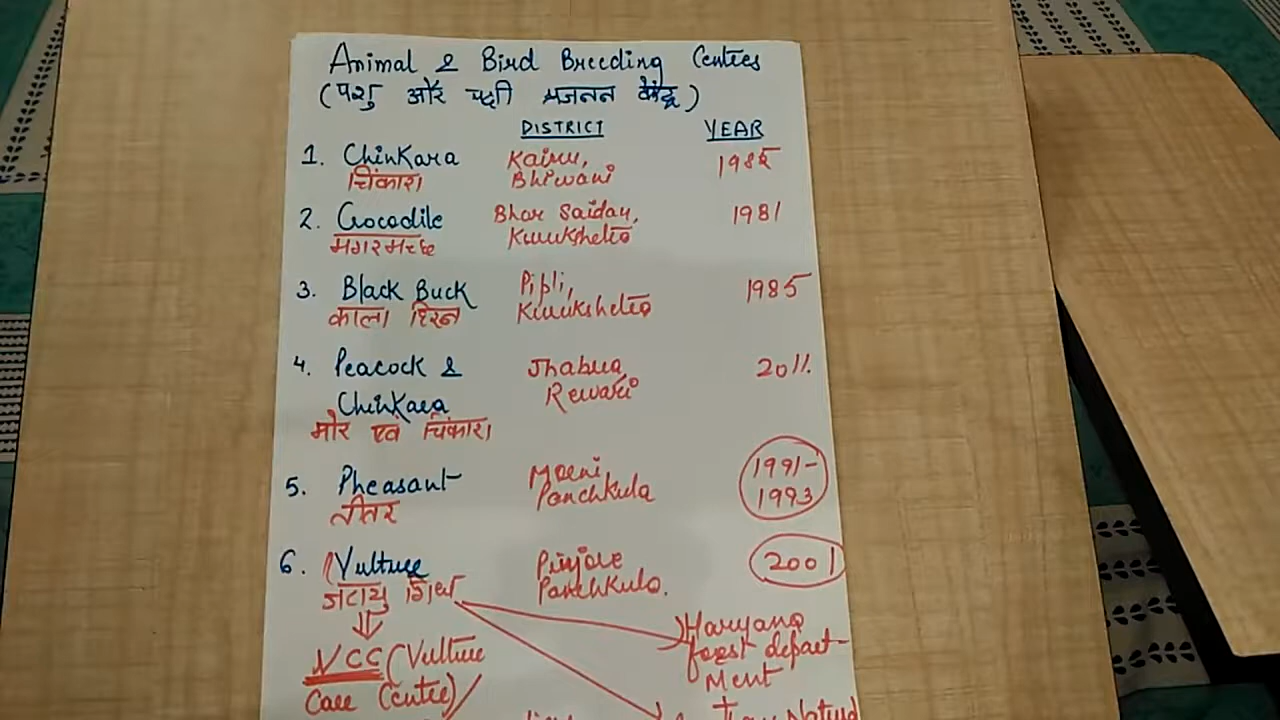 Animal & Bird Breeding Centres
(पशु और पक्षी प्रजनन केंद्र)
DISTRICT YEAR
1. Chinkara Kairu, 1985
चिंकारा Bhiwani
2. Crocodile Bhor Saidan, 1981
मगरमच्छ Kurukshetra
3. Black Buck Pipli, 1985
काला हिरन Kurukshetra
4. Peacock & Jhabua 2011.
Chinkara Rewari
मोर एवं चिंकारा
5. Pheasant Morni 1991-
तीतर Panchkula 1993
6. Vulture Pinjore 2001
जटायु गिद्ध Panchkula.
VCC (Vulture Haryana
Care Centre) forest depart-
Ment